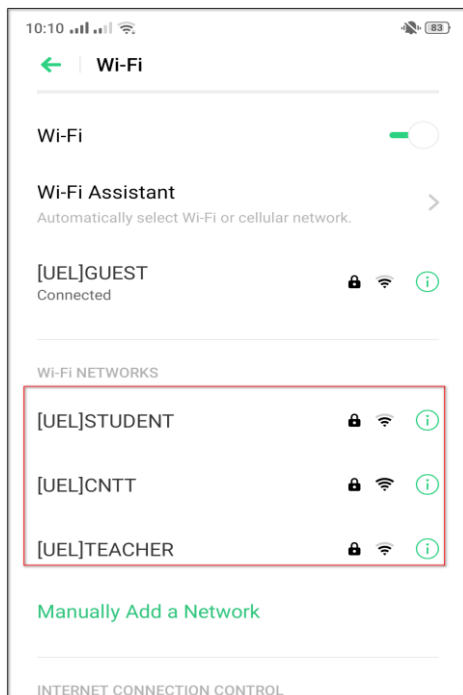 10:10
83
Wi-Fi
Wi-Fi
Wi-Fi Assistant
Automatically select Wi-Fi or cellular network.
[UEL]GUEST
Connected
Wi-Fi NETWORKS
[UEL]STUDENT
[UEL]CNTT
[UEL]TEACHER
Manually Add a Network
INTERNET CONNECTION CONTROL